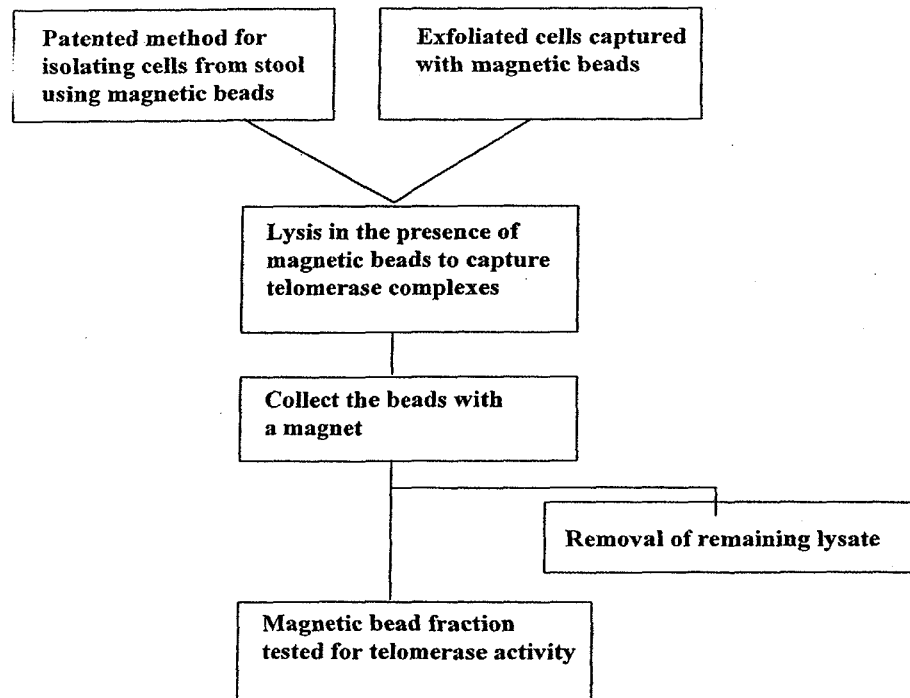 Patented method for
isolating cells from stool
using magnetic beads
Exfoliated cells captured
with magnetic beads
Lysis in the presence of
magnetic beads to capture
telomerase complexes
Collect the beads with
a magnet
Removal of remaining lysate
Magnetic bead fraction
tested for telomerase activity